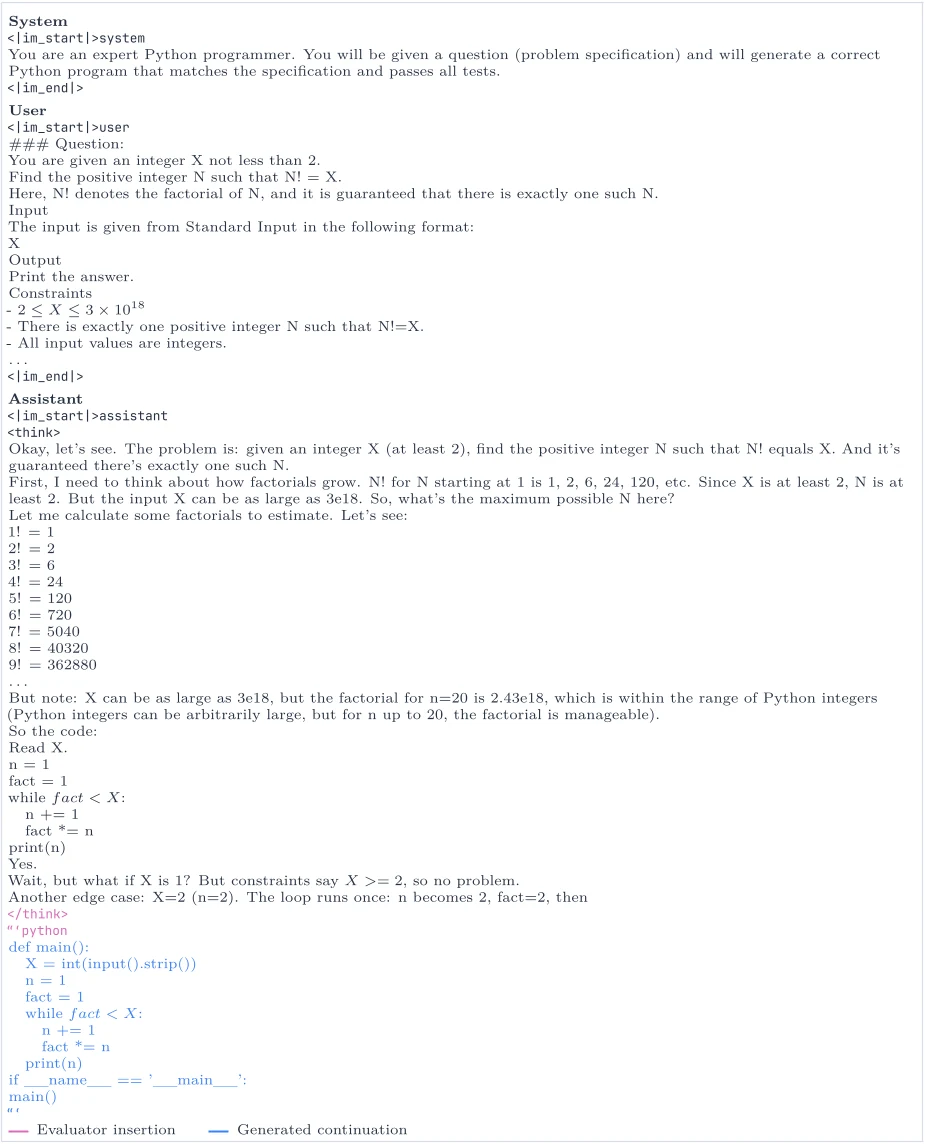 System
<|im_start|>system
You are an expert Python programmer. You will be given a question (problem specification) and will generate a correct
Python program that matches the specification and passes all tests.
<|im_end|>
User
<|im_start|>user
### Question:
You are given an integer X not less than 2.
Find the positive integer N such that N! = X.
Here, N! denotes the factorial of N, and it is guaranteed that there is exactly one such N.
Input
The input is given from Standard Input in the following format:
X
Output
Print the answer.
Constraints
- 2 ≤ X ≤ 3 × 10¹⁸
- There is exactly one positive integer N such that N!=X.
- All input values are integers.
...
<|im_end|>
Assistant
<|im_start|>assistant
<think>
Okay, let's see. The problem is: given an integer X (at least 2), find the positive integer N such that N! equals X. And it's
guaranteed there's exactly one such N.
First, I need to think about how factorials grow. N! for N starting at 1 is 1, 2, 6, 24, 120, etc. Since X is at least 2, N is at
least 2. But the input X can be as large as 3e18. So, what's the maximum possible N here?
Let me calculate some factorials to estimate. Let's see:
1! = 1
2! = 2
3! = 6
4! = 24
5! = 120
6! = 720
7! = 5040
8! = 40320
9! = 362880
...
But note: X can be as large as 3e18, but the factorial for n=20 is 2.43e18, which is within the range of Python integers
(Python integers can be arbitrarily large, but for n up to 20, the factorial is manageable).
So the code:
Read X.
n = 1
fact = 1
while fact < X:
    n += 1
    fact *= n
print(n)
Yes.
Wait, but what if X is 1? But constraints say X >= 2, so no problem.
Another edge case: X=2 (n=2). The loop runs once: n becomes 2, fact=2, then
</think>
"'python
def main():
    X = int(input().strip())
    n = 1
    fact = 1
    while fact < X:
        n += 1
        fact *= n
    print(n)
if __name__ == '__main__':
main()
"'
Evaluator insertion Generated continuation